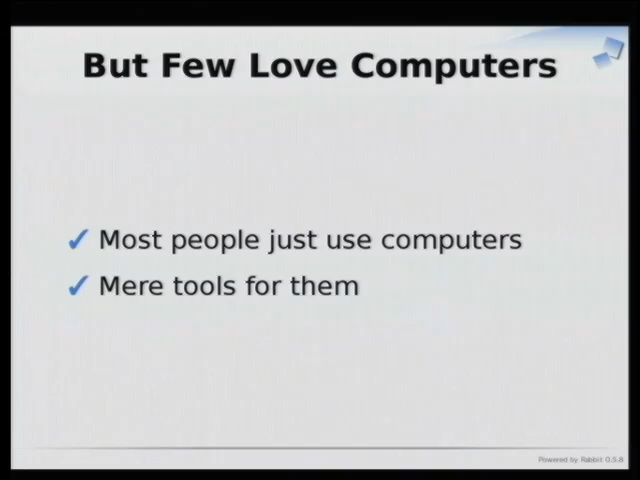 But Few Love Computers
✓ Most people just use computers
✓ Mere tools for them
Powered by Rabbit 0.5.8